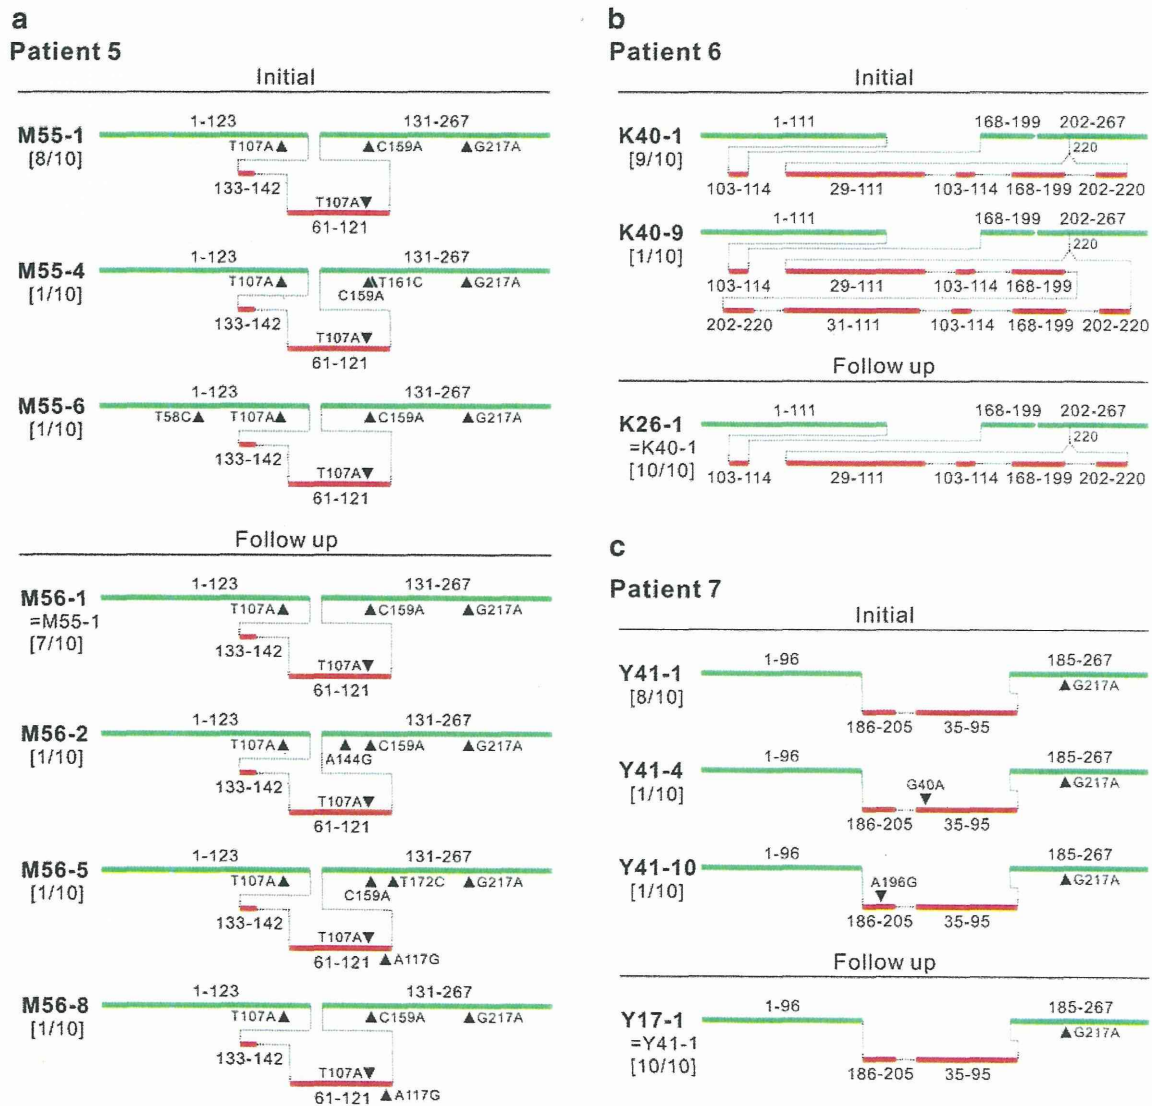 a
Patient 5
Initial
M55-1
[8/10]
1-123
131-267
T107A▲
▲C159A
▲G217A
133-142
T107A▼
61-121
M55-4
[1/10]
1-123
131-267
T107A▲
▲T161C
C159A
▲G217A
133-142
T107A▼
61-121
M55-6
[1/10]
1-123
131-267
T58C▲
T107A▲
▲C159A
▲G217A
133-142
T107A▼
61-121
Follow up
M56-1
=M55-1
[7/10]
1-123
131-267
T107A▲
▲C159A
▲G217A
133-142
T107A▼
61-121
M56-2
[1/10]
1-123
131-267
T107A▲
▲
▲C159A
▲G217A
A144G
133-142
T107A▼
61-121
M56-5
[1/10]
1-123
131-267
T107A▲
▲
▲T172C
▲G217A
C159A
133-142
T107A▼
61-121
▲A117G
M56-8
[1/10]
1-123
131-267
T107A▲
▲C159A
▲G217A
133-142
T107A▼
61-121
▲A117G
b
Patient 6
Initial
K40-1
[9/10]
1-111
168-199
202-267
220
103-114
29-111
103-114
168-199
202-220
K40-9
[1/10]
1-111
168-199
202-267
220
103-114
29-111
103-114
168-199
202-220
31-111
103-114
168-199
202-220
Follow up
K26-1
=K40-1
[10/10]
1-111
168-199
202-267
220
103-114
29-111
103-114
168-199
202-220
c
Patient 7
Initial
Y41-1
[8/10]
1-96
185-267
▲G217A
186-205
35-95
Y41-4
[1/10]
1-96
185-267
G40A
▼
▲G217A
186-205
35-95
Y41-10
[1/10]
1-96
185-267
A196G
▼
▲G217A
186-205
35-95
Follow up
Y17-1
=Y41-1
[10/10]
1-96
185-267
▲G217A
186-205
35-95